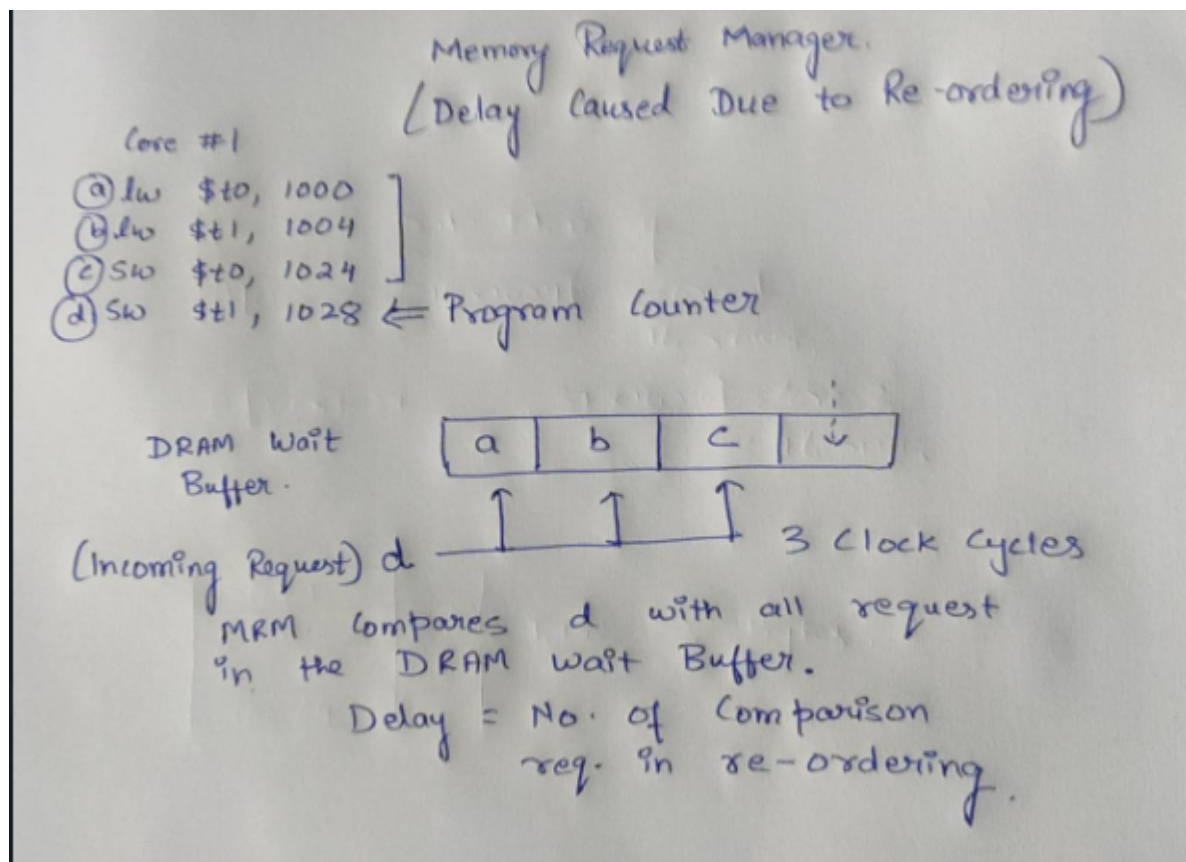 Memory Request Manager.
(Delay Caused Due to Re-ordering)
Core #1
a lw $t0, 1000
b lw $t1, 1004
c sw $t0, 1024
d sw $t1, 1028 ⇐ Program Counter
DRAM Wait
Buffer.
a b c
(Incoming Request) d 3 Clock Cycles
MRM Compares d with all request
in the DRAM Wait Buffer.
Delay = No. of Comparison
req. in re-ordering.